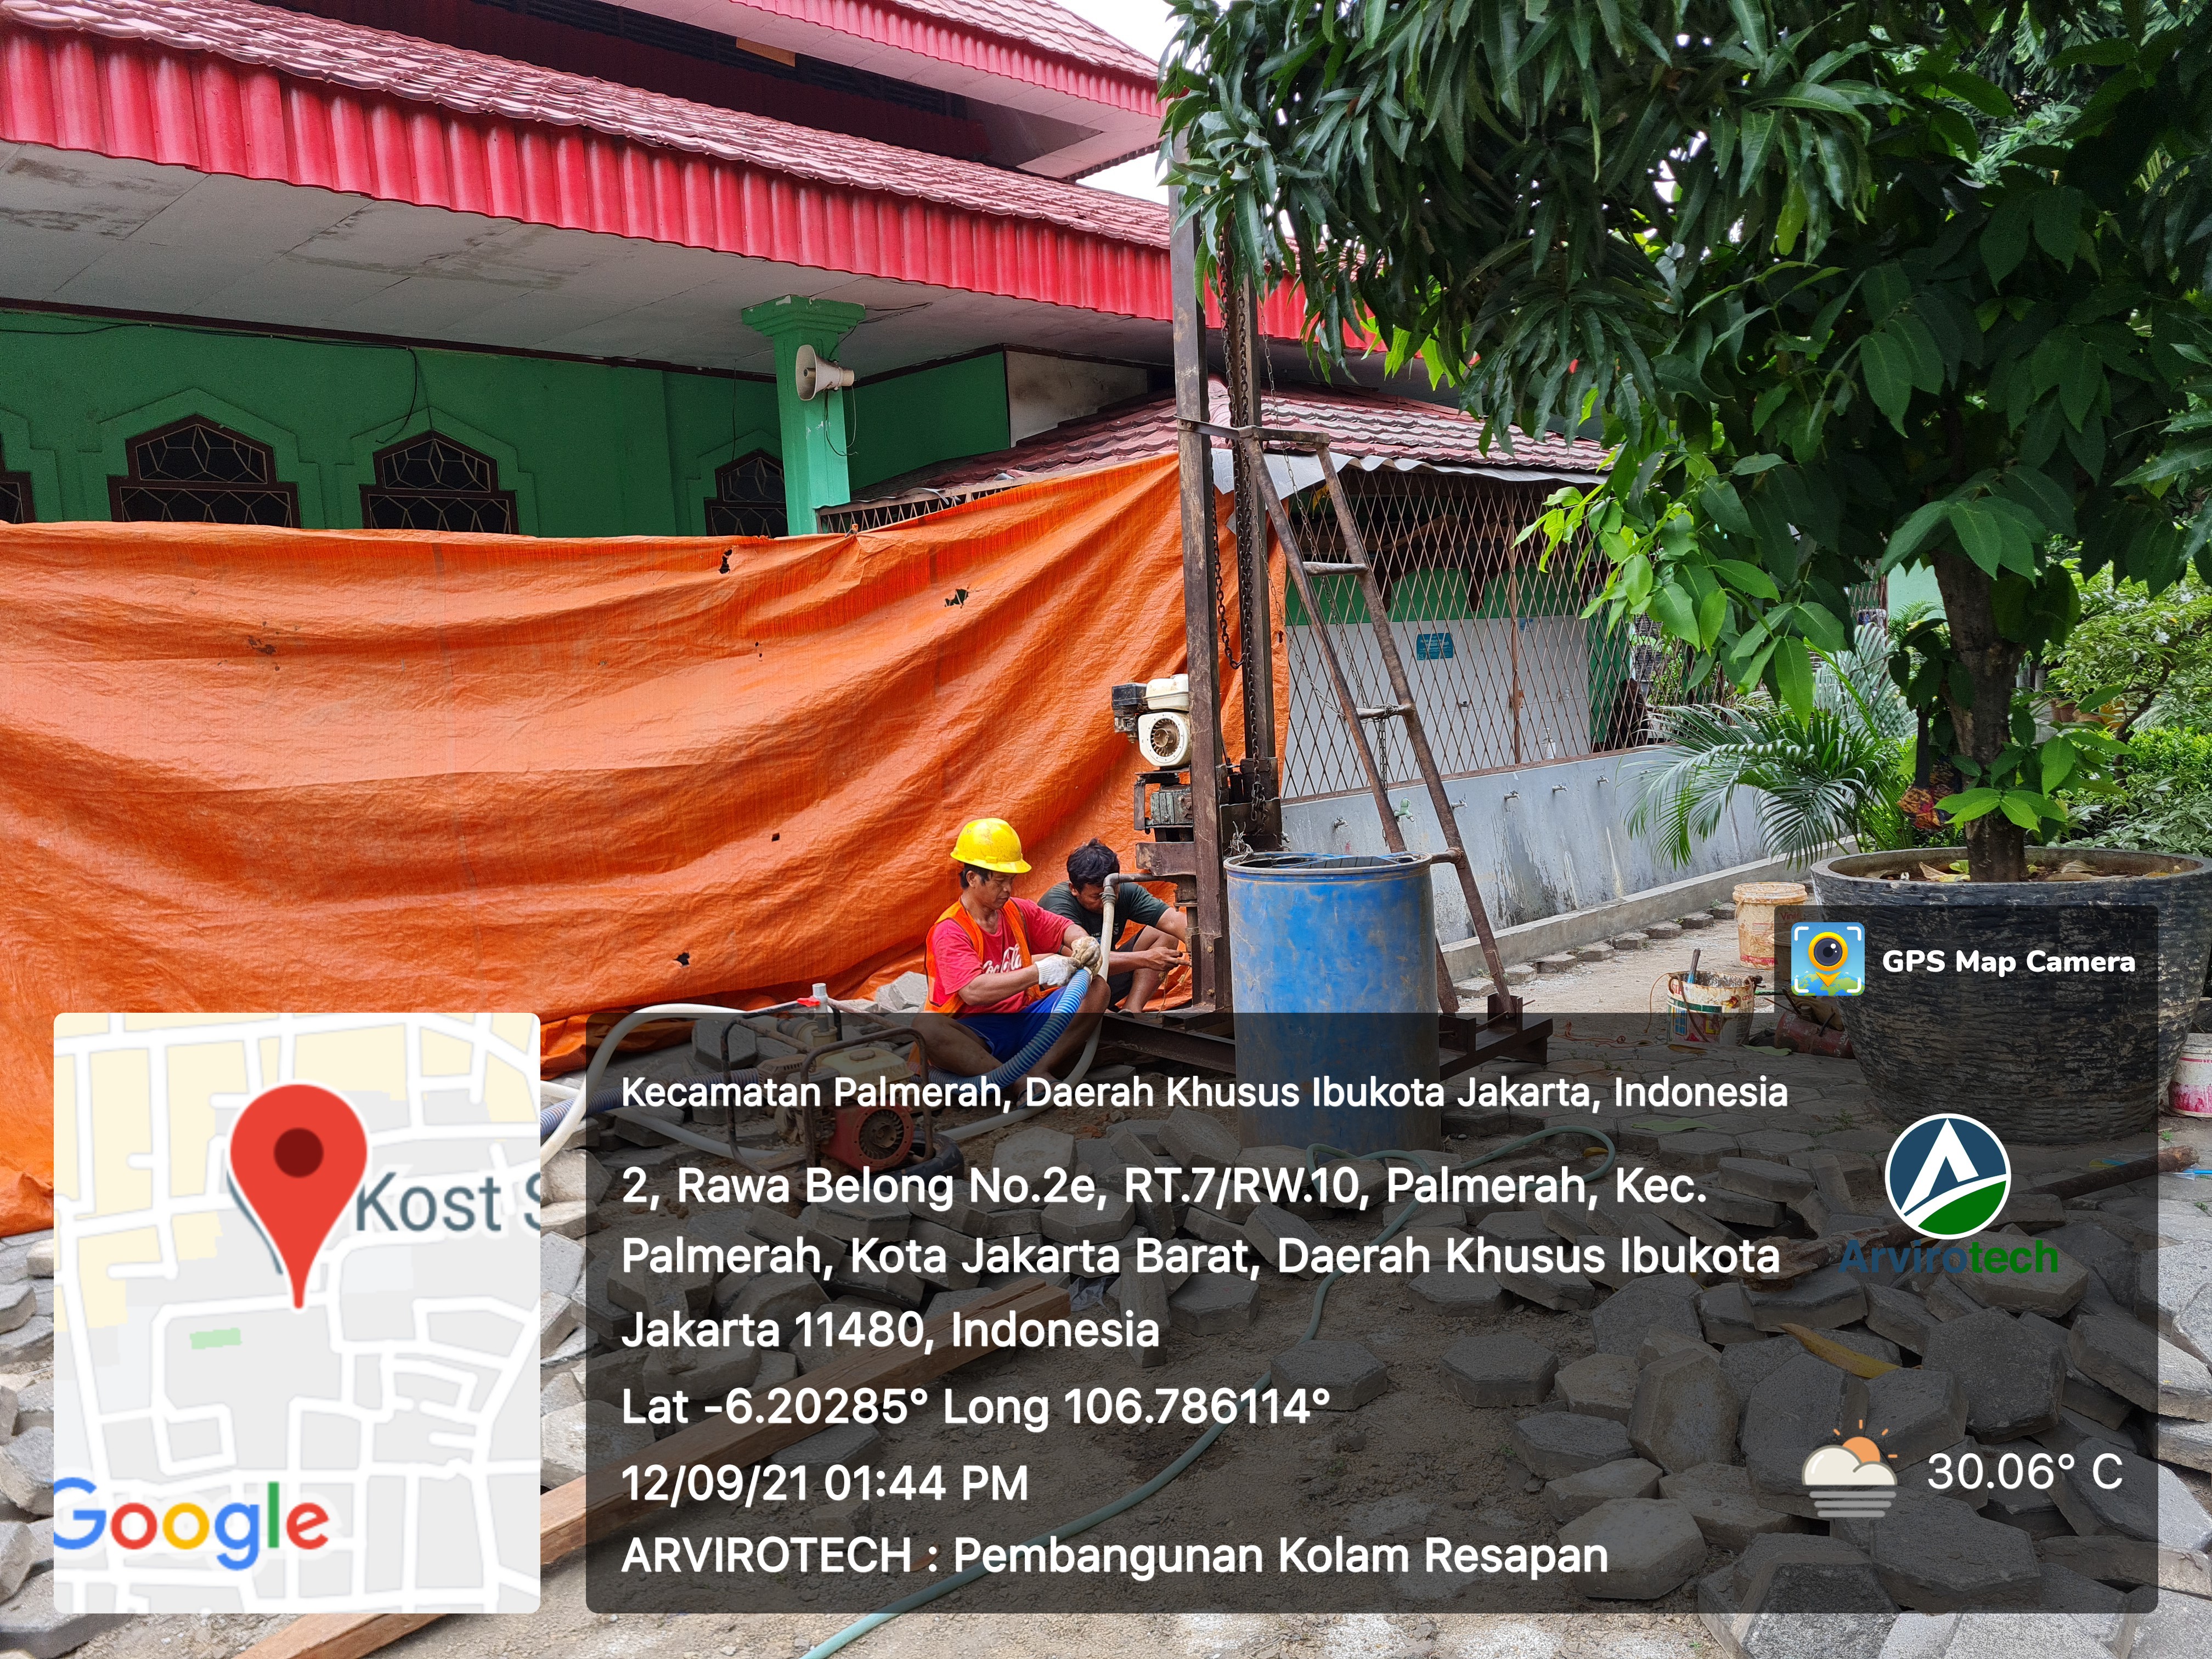 GPS Map Camera
Kost S
Google
Kecamatan Palmerah, Daerah Khusus Ibukota Jakarta, Indonesia
2, Rawa Belong No.2e, RT.7/RW.10, Palmerah, Kec.
Palmerah, Kota Jakarta Barat, Daerah Khusus Ibukota
Jakarta 11480, Indonesia
Lat -6.20285° Long 106.786114°
12/09/21 01:44 PM
ARVIROTECH : Pembangunan Kolam Resapan
Arvirotech
30.06° C